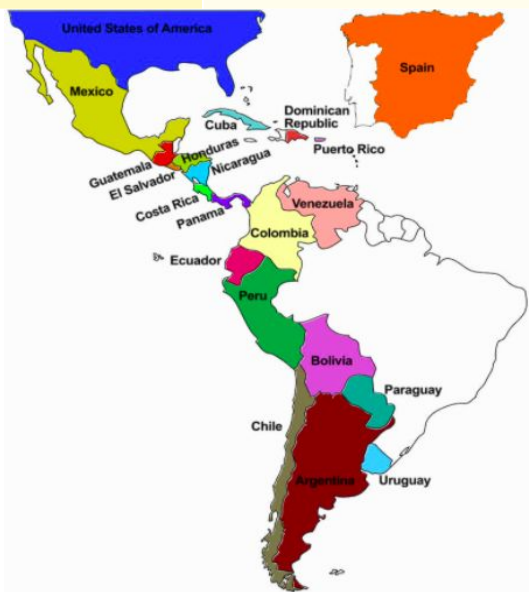 United States of America
Spain
Mexico
Cuba
Dominican
Republic
Puerto Rico
Guatemala
Honduras
El Salvador
Nicaragua
Costa Rica
Panama
Venezuela
Colombia
Ecuador
Peru
Bolivia
Paraguay
Chile
Argentina
Uruguay